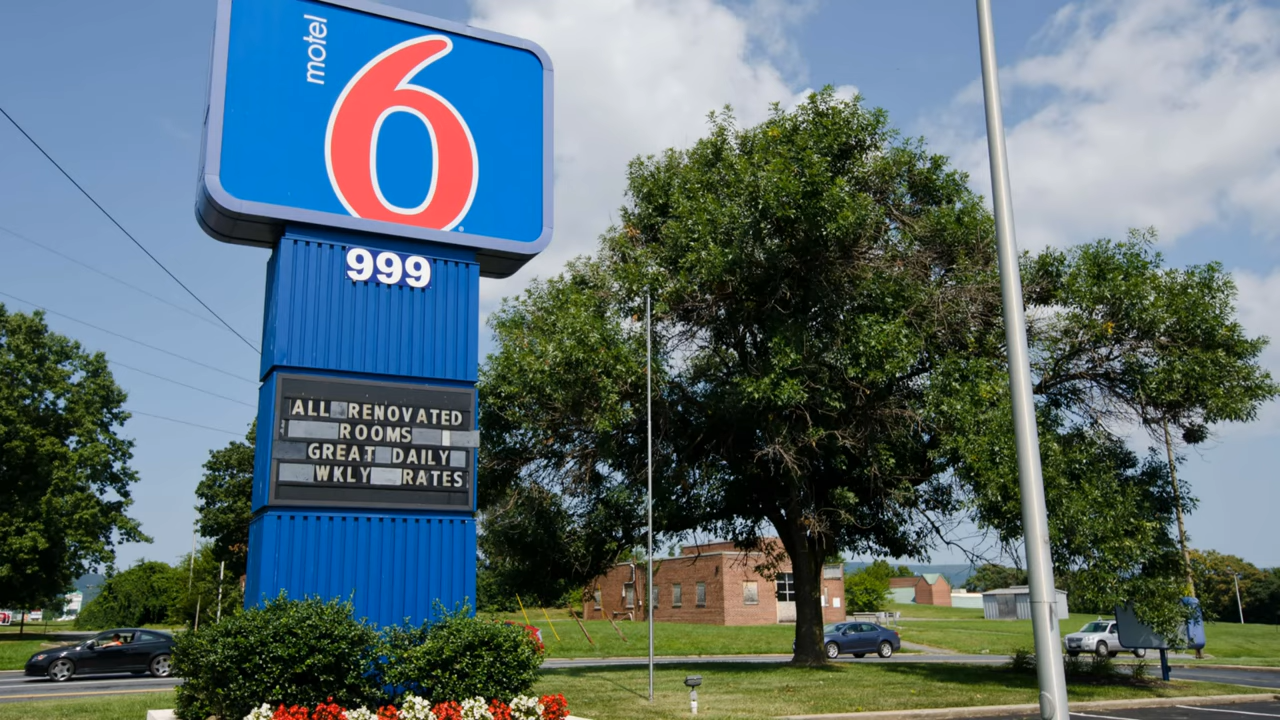 motel
6
999
ALL RENOVATED
ROOMS
GREAT DAILY
WKLY RATES